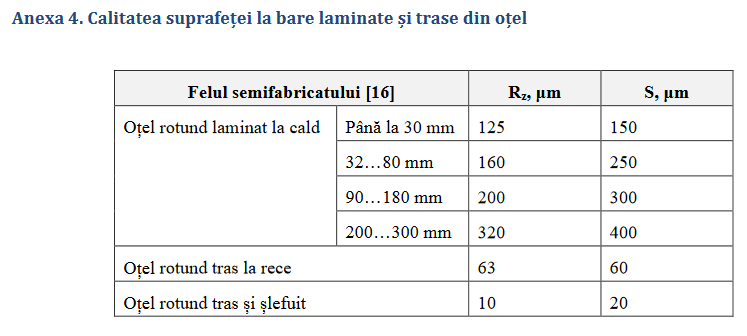 Anexa 4. Calitatea suprafeței la bare laminate și trase din oțel
Felul semifabricatului [16] Rz, µm S, µm
Oțel rotund laminat la cald Până la 30 mm 125 150
32…80 mm 160 250
90…180 mm 200 300
200…300 mm 320 400
Oțel rotund tras la rece 63 60
Oțel rotund tras și șlefuit 10 20